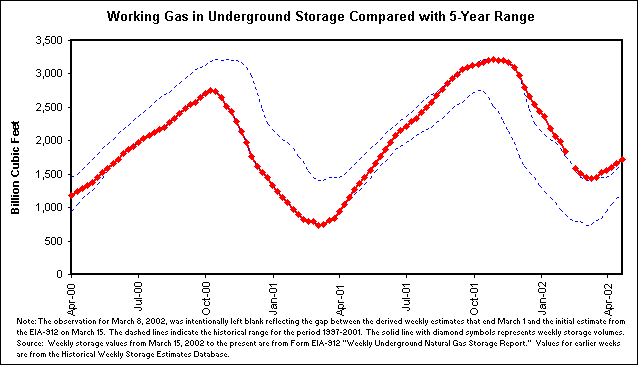 Working Gas in Underground Storage Compared with 5-Year Range
3,500
3,000
2,500
2,000
1,500
1,000
500
0
Billion Cubic Feet
Apr-00
Jul-00
Oct-00
Jan-01
Apr-01
Jul-01
Oct-01
Jan-02
Apr-02
Note: The observation for March 8, 2002, was intentionally left blank reflecting the gap between the derived weekly estimates that end March 1 and the initial estimate from
the EIA-912 on March 15. The dashed lines indicate the historical range for the period 1997-2001. The solid line with diamond symbols represents weekly storage volumes.
Source: Weekly storage values from March 15, 2002 to the present are from Form EIA-912 "Weekly Underground Natural Gas Storage Report." Values for earlier weeks
are from the Historical Weekly Storage Estimates Database.